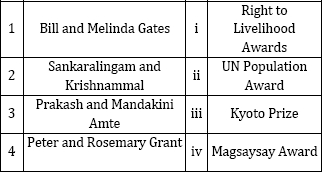 1 Bill and Melinda Gates i Right to
Livelihood
Awards
2 Sankaralingam and
Krishnammal ii UN Population
Award
3 Prakash and Mandakini
Amte iii Kyoto Prize
4 Peter and Rosemary Grant iv Magsaysay Award